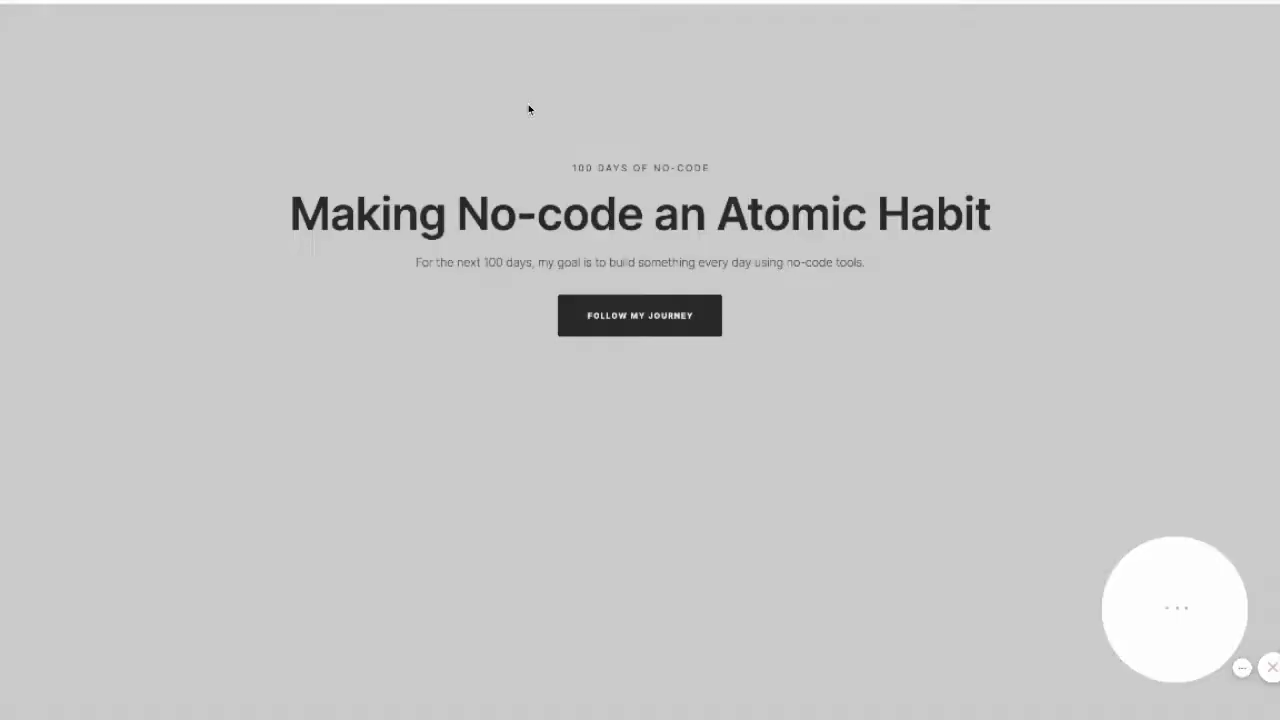 100 DAYS OF NO-CODE
Making No-code an Atomic Habit
For the next 100 days, my goal is to build something every day using no-code tools.
FOLLOW MY JOURNEY